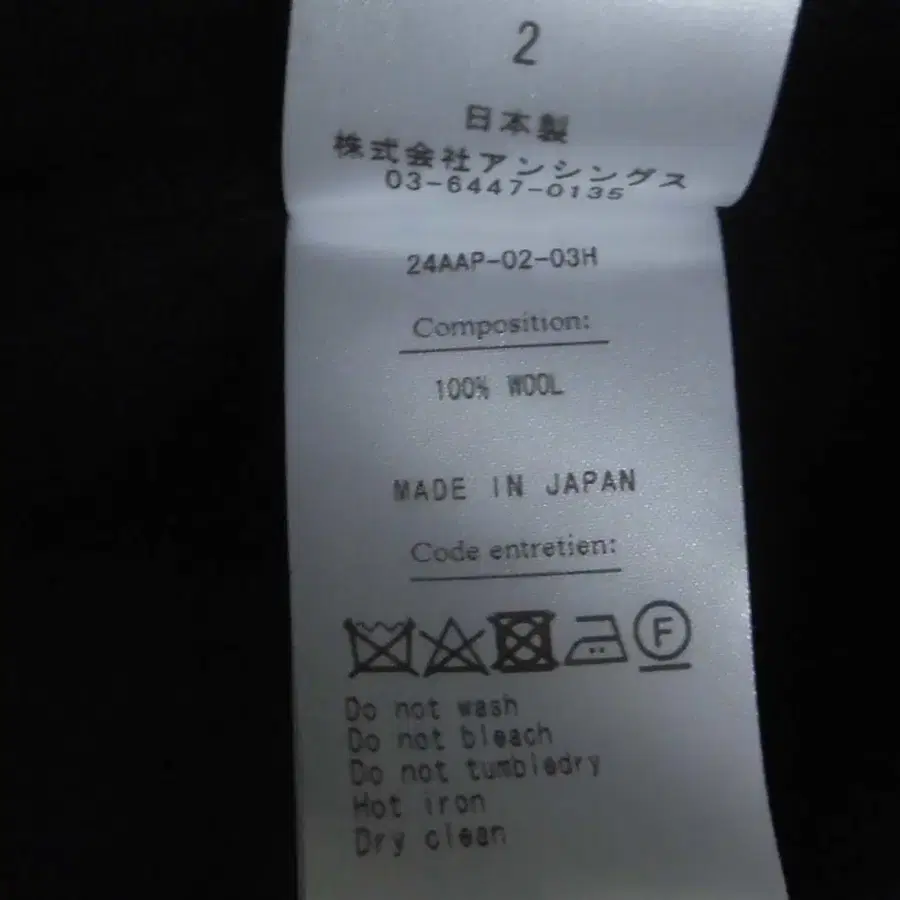 2
日本製
株式会社アンシングス
03-6447-0135
24AAP-02-03H
Composition:
100% WOOL
MADE IN JAPAN
Code entretien:
F
Do not wash
Do not bleach
Do not tumbledry
Hot iron
Dry clean